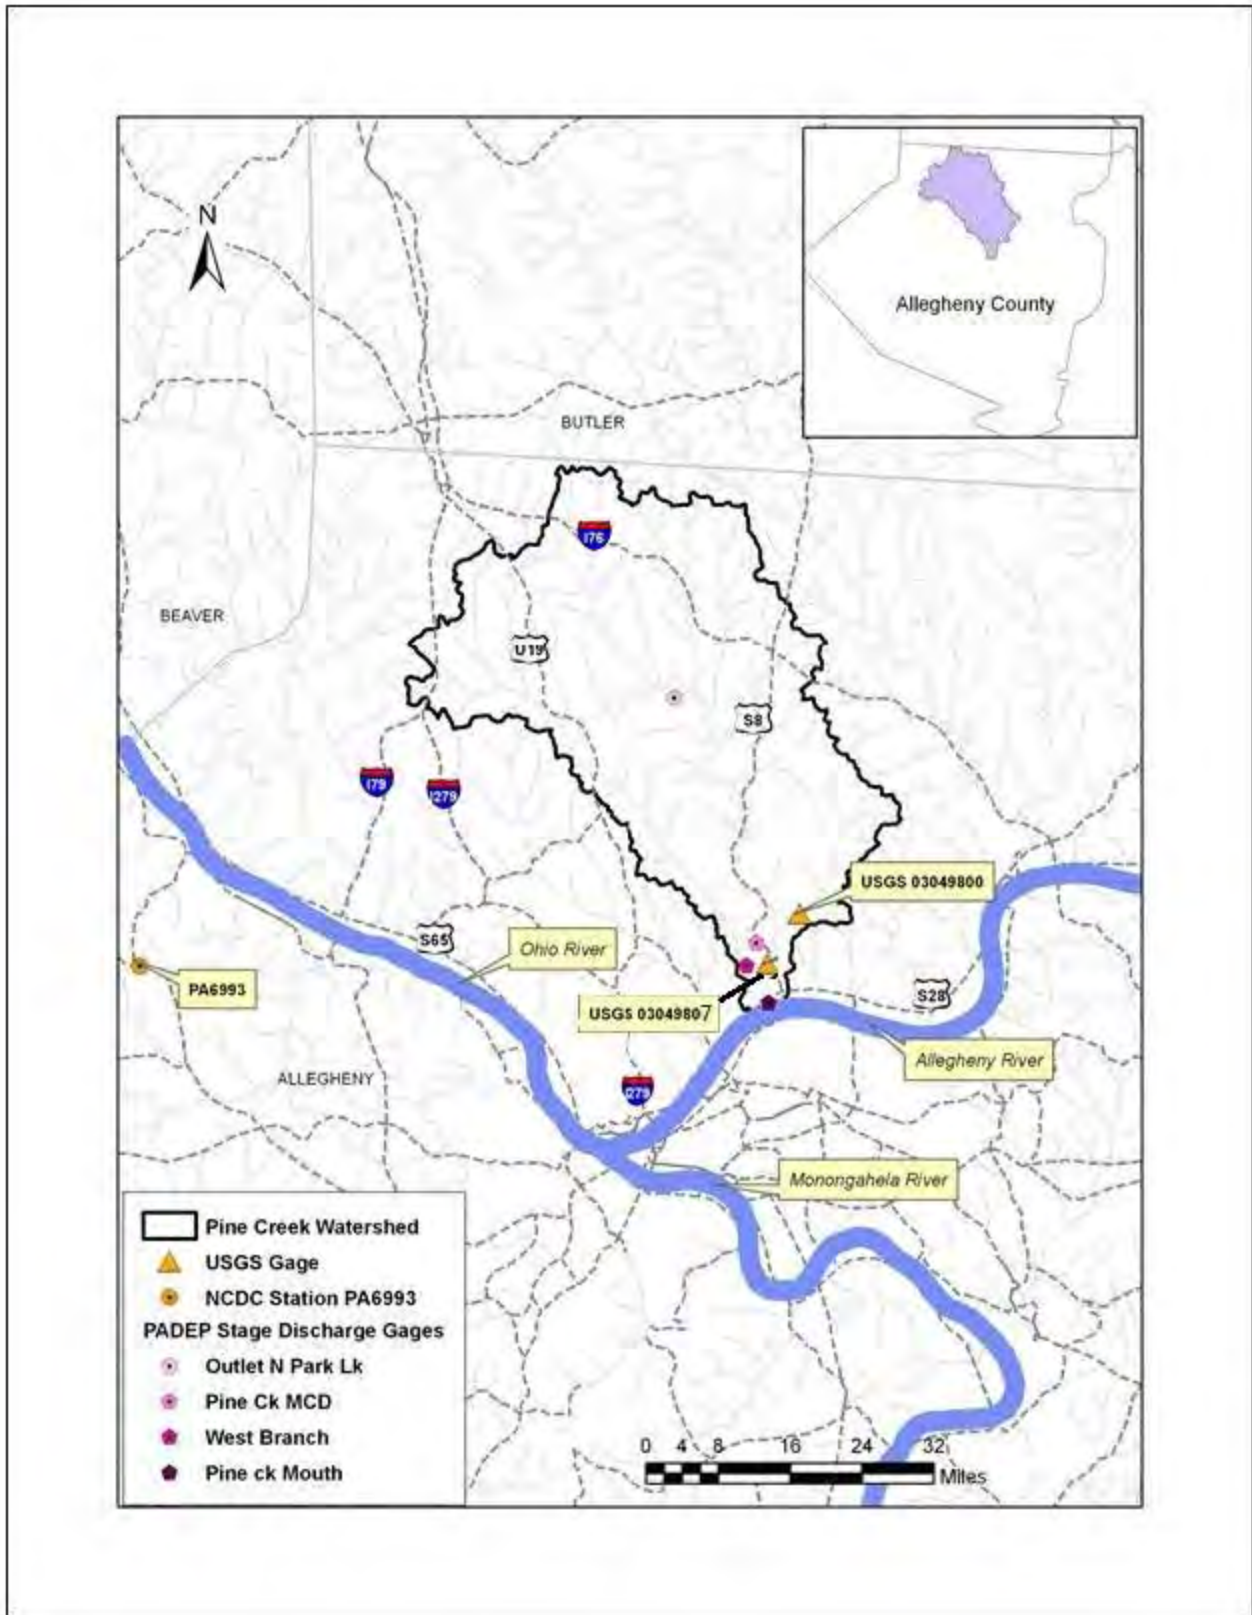 N
Allegheny County
BUTLER
I76
BEAVER
U19
S8
I79
I279
USGS 03049800
S65
Ohio River
PA6993
S28
USGS 03049807
Allegheny River
ALLEGHENY
I279
Monongahela River
Pine Creek Watershed
USGS Gage
NCDC Station PA6993
PADEP Stage Discharge Gages
Outlet N Park Lk
Pine Ck MCD
West Branch
Pine ck Mouth
0 4 8 16 24 32
Miles